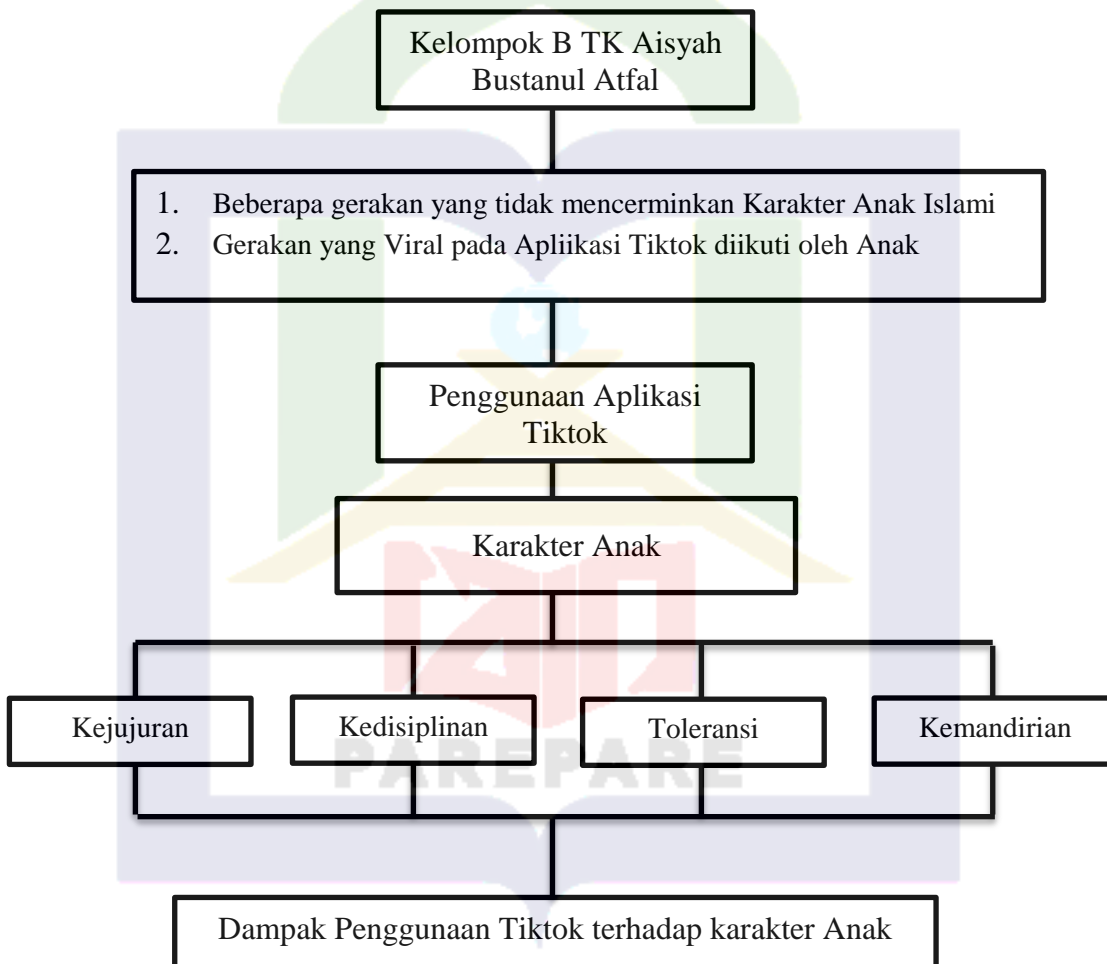 Kelompok B TK Aisyah
Bustanul Atfal
1. Beberapa gerakan yang tidak mencerminkan Karakter Anak Islami
2. Gerakan yang Viral pada Apliikasi Tiktok diikuti oleh Anak
Penggunaan Aplikasi
Tiktok
Karakter Anak
Kejujuran
Kedisiplinan
Toleransi
Kemandirian
PAREPARE
Dampak Penggunaan Tiktok terhadap karakter Anak